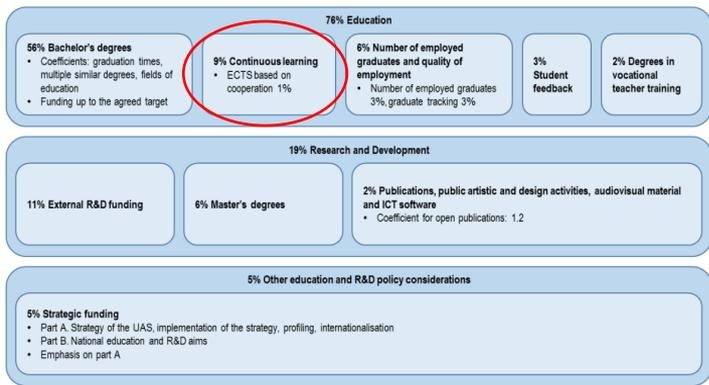 76% Education
56% Bachelor's degrees
• Coefficients: graduation times,
multiple similar degrees, fields of
education
• Funding up to the agreed target
9% Continuous learning
• ECTS based on
cooperation 1%
6% Number of employed
graduates and quality of
employment
• Number of employed graduates
3%, graduate tracking 3%
3%
Student
feedback
2% Degrees in
vocational
teacher training
19% Research and Development
11% External R&D funding
6% Master's degrees
2% Publications, public artistic and design activities, audiovisual material
and ICT software
• Coefficient for open publications: 1.2
5% Other education and R&D policy considerations
5% Strategic funding
• Part A. Strategy of the UAS, implementation of the strategy, profiling, internationalisation
• Part B. National education and R&D aims
• Emphasis on part A